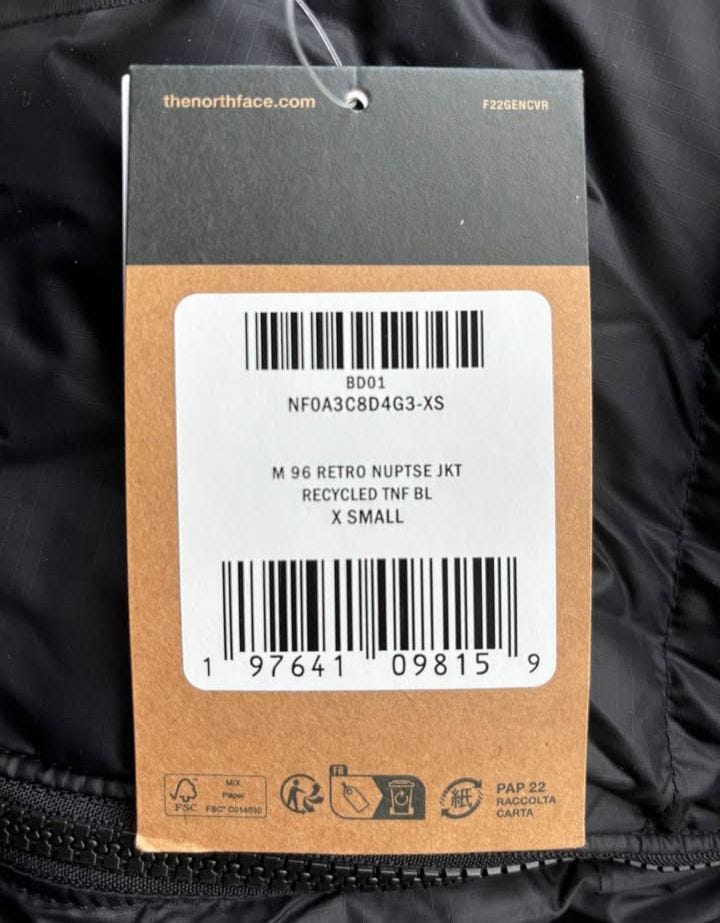 thenorthface.com
F22GENCVR
BD01
NF0A3C8D4G3-XS
M 96 RETRO NUPTSE JKT
RECYCLED TNF BL
X SMALL
1 97641 09815 9
FR
MIX
Paper
FSC FSC® C014030
紙
PAP 22
RACCOLTA
CARTA